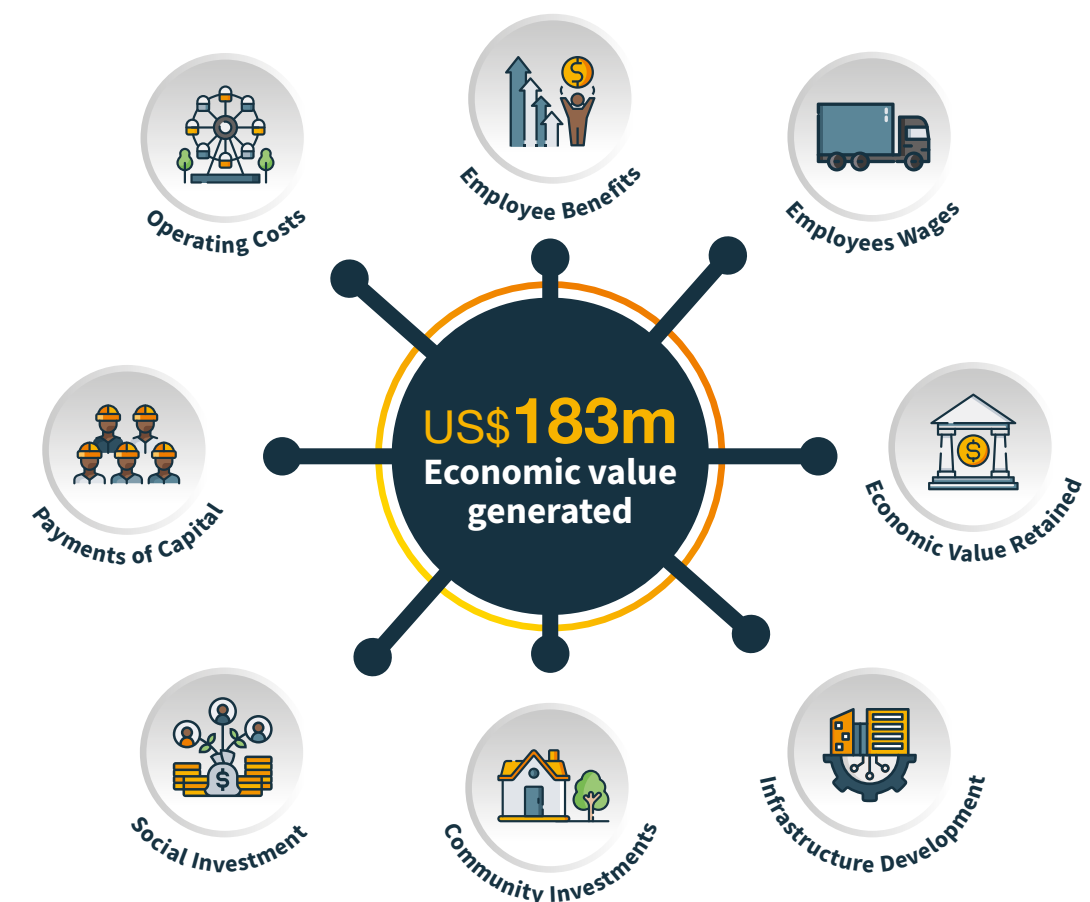 Employee Benefits
Operating Costs
Employees Wages
US$183m
Economic value
generated
Payments of Capital
Economic Value Retained
Social Investment
Community Investments
Infrastructure Development